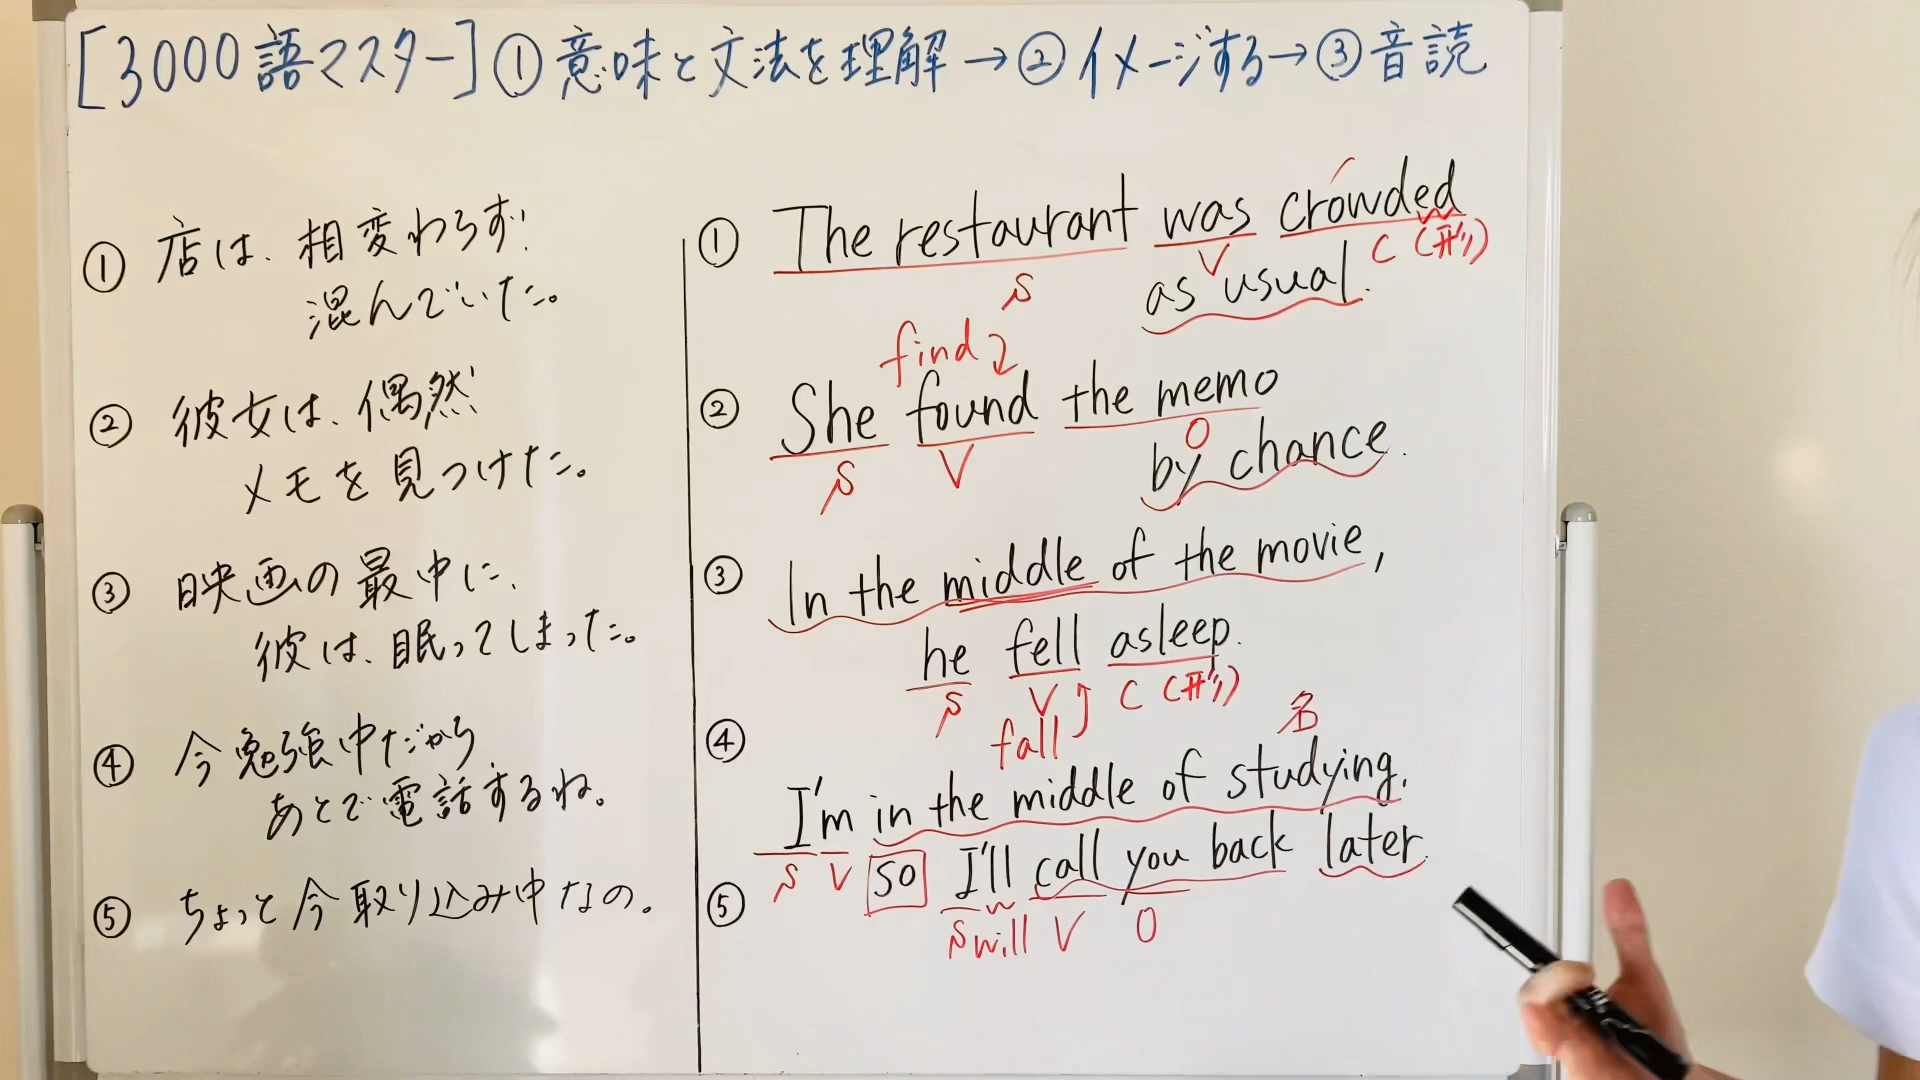 [3000語マスター]①意味と文法を理解→②イメージする→③音読
① 店は、相変わらず
混んでいた。
② 彼女は、偶然
メモを見つけた。
③ 映画の最中に、
彼は、眠ってしまった。
④ 今勉強中だから
あとで電話するね。
⑤ ちょっと今取り込み中なの。
① The restaurant was crowded
S V C (形)
as usual.
find
② She found the memo
S V O
by chance.
③ In the middle of the movie,
he fell asleep.
S V C (形)
fall
④
名
I'm in the middle of studying.
S V
so I'll call you back later.
S will V O
⑤